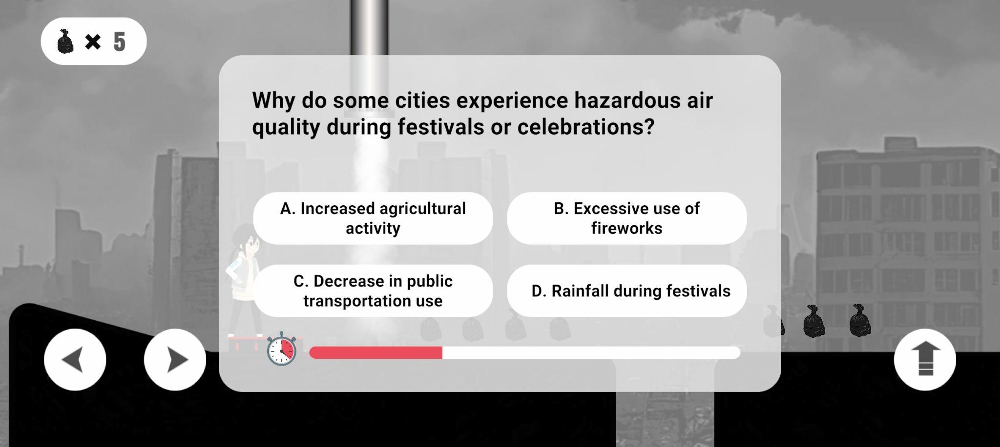 × 5
Why do some cities experience hazardous air
quality during festivals or celebrations?
A. Increased agricultural
activity
B. Excessive use of
fireworks
C. Decrease in public
transportation use
D. Rainfall during festivals